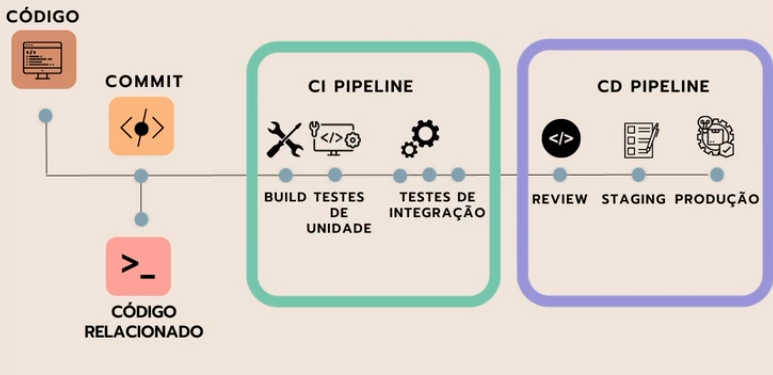 CÓDIGO
COMMIT
CÓDIGO
RELACIONADO
CI PIPELINE
BUILD
TESTES
DE
UNIDADE
TESTES DE
INTEGRAÇÃO
CD PIPELINE
REVIEW
STAGING
PRODUÇÃO